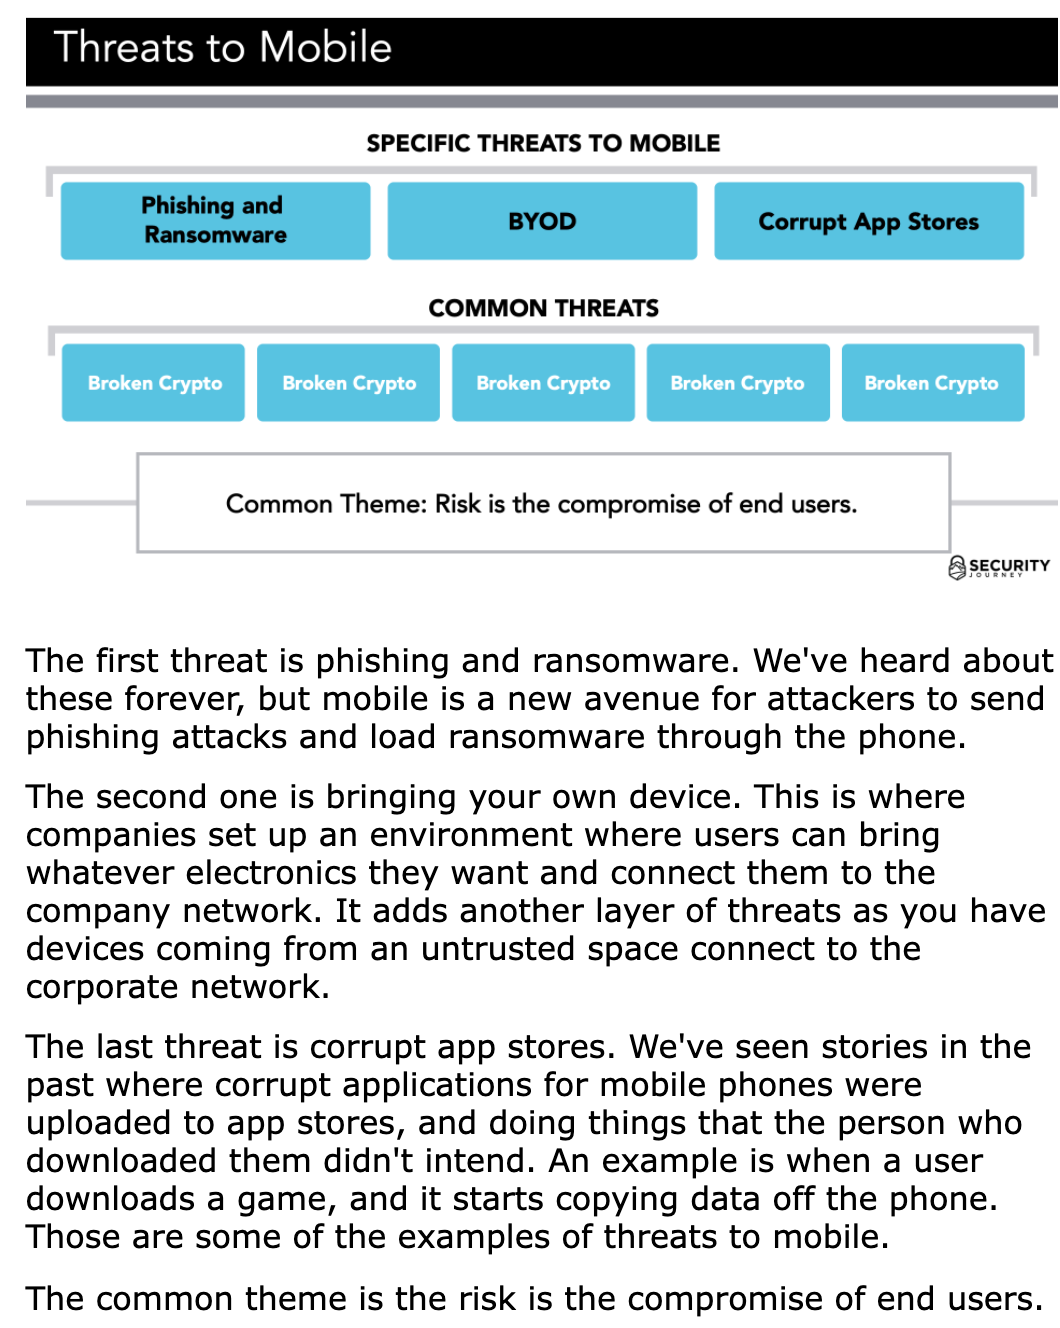 Threats to Mobile
SPECIFIC THREATS TO MOBILE
Phishing and
Ransomware
BYOD
Corrupt App Stores
COMMON THREATS
Broken Crypto
Broken Crypto
Broken Crypto
Broken Crypto
Broken Crypto
Common Theme: Risk is the compromise of end users.
SECURITY
JOURNEY
The first threat is phishing and ransomware. We've heard about
these forever, but mobile is a new avenue for attackers to send
phishing attacks and load ransomware through the phone.
The second one is bringing your own device. This is where
companies set up an environment where users can bring
whatever electronics they want and connect them to the
company network. It adds another layer of threats as you have
devices coming from an untrusted space connect to the
corporate network.
The last threat is corrupt app stores. We've seen stories in the
past where corrupt applications for mobile phones were
uploaded to app stores, and doing things that the person who
downloaded them didn't intend. An example is when a user
downloads a game, and it starts copying data off the phone.
Those are some of the examples of threats to mobile.
The common theme is the risk is the compromise of end users.